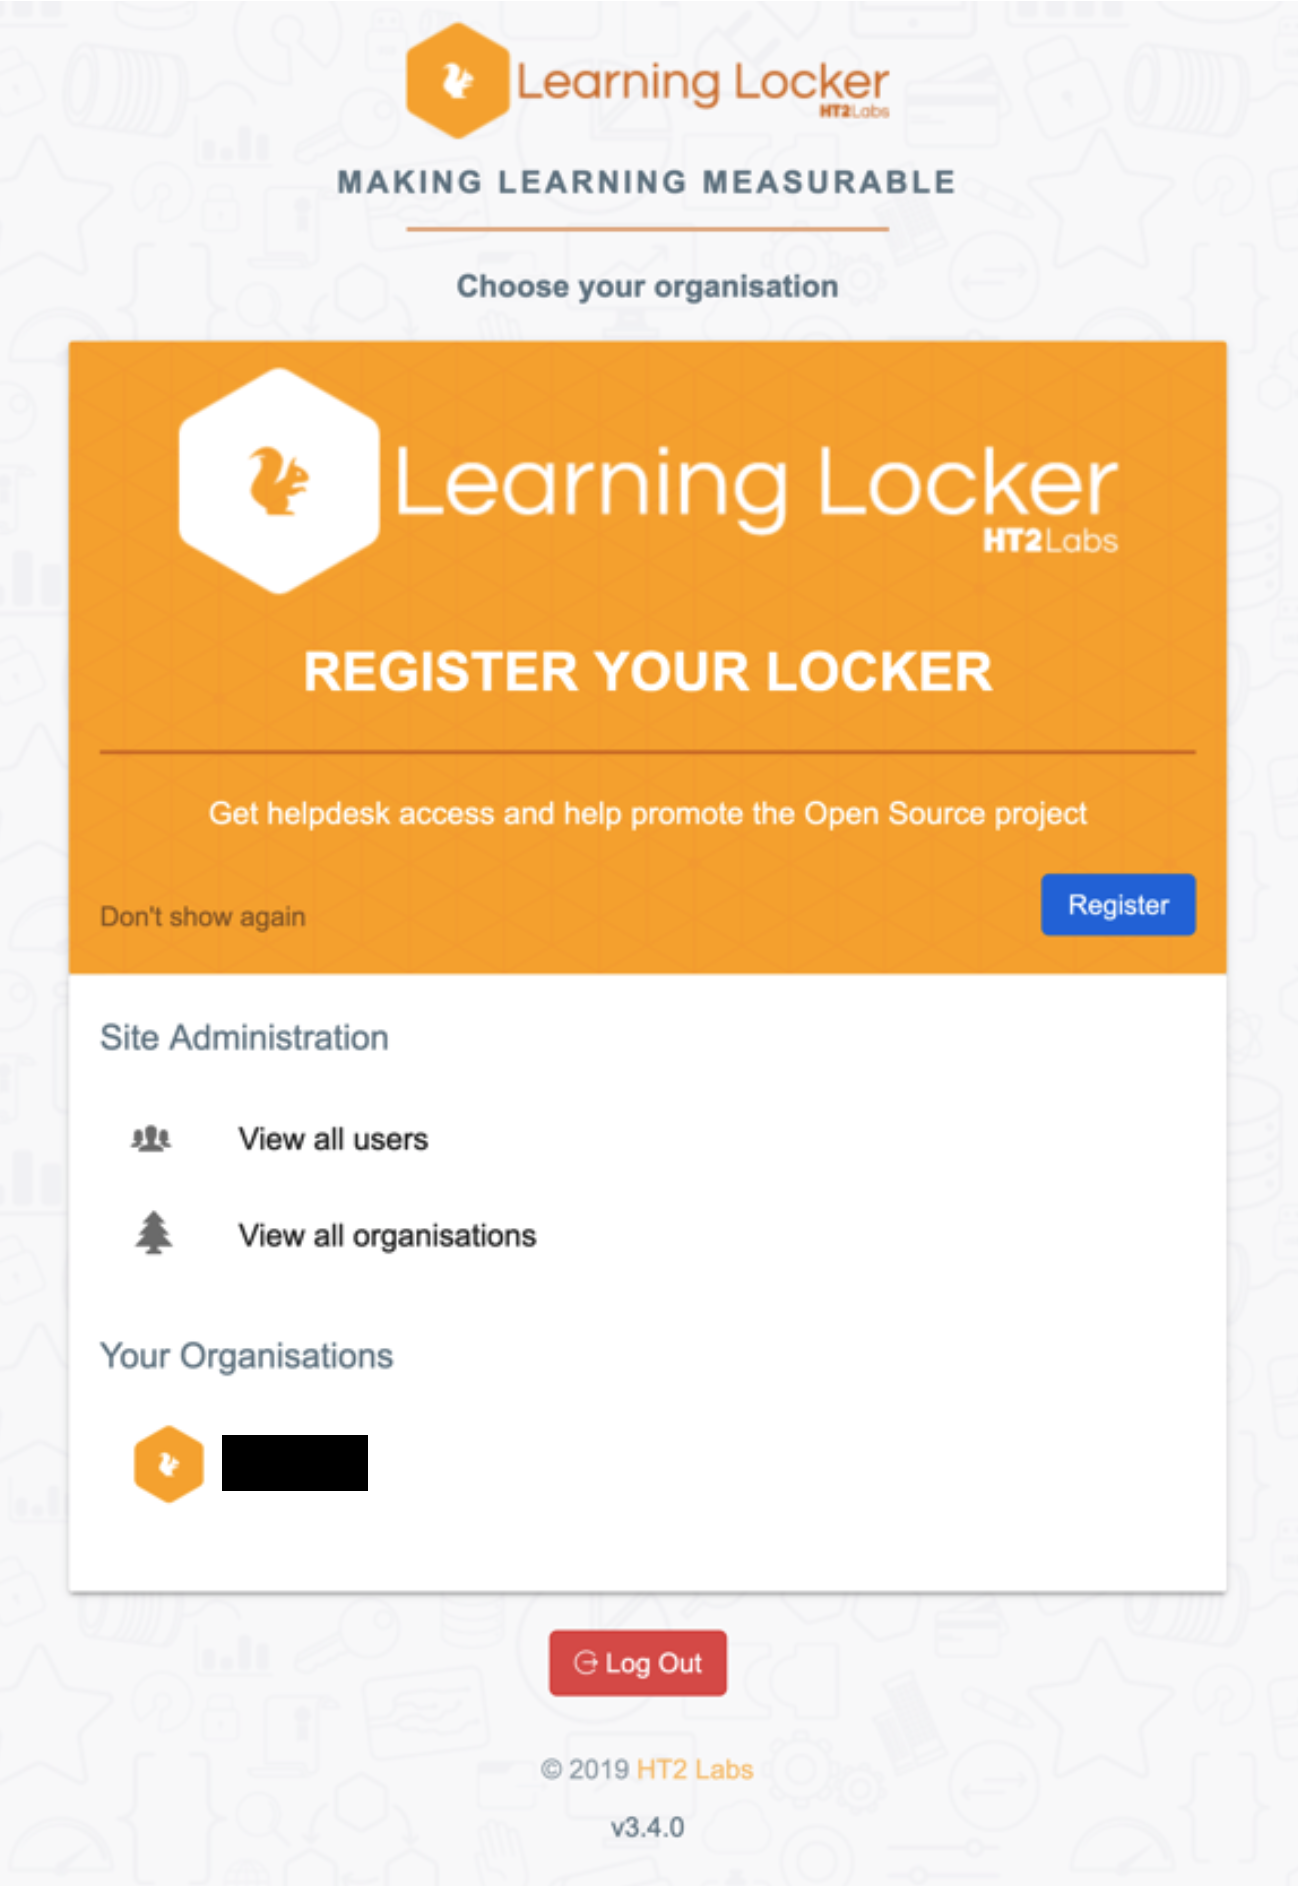 Learning Locker
HT2Labs
MAKING LEARNING MEASURABLE
Choose your organisation
Learning Locker
HT2Labs
REGISTER YOUR LOCKER
Get helpdesk access and help promote the Open Source project
Don't show again
Register
Site Administration
View all users
View all organisations
Your Organisations
Log Out
© 2019 HT2 Labs
v3.4.0